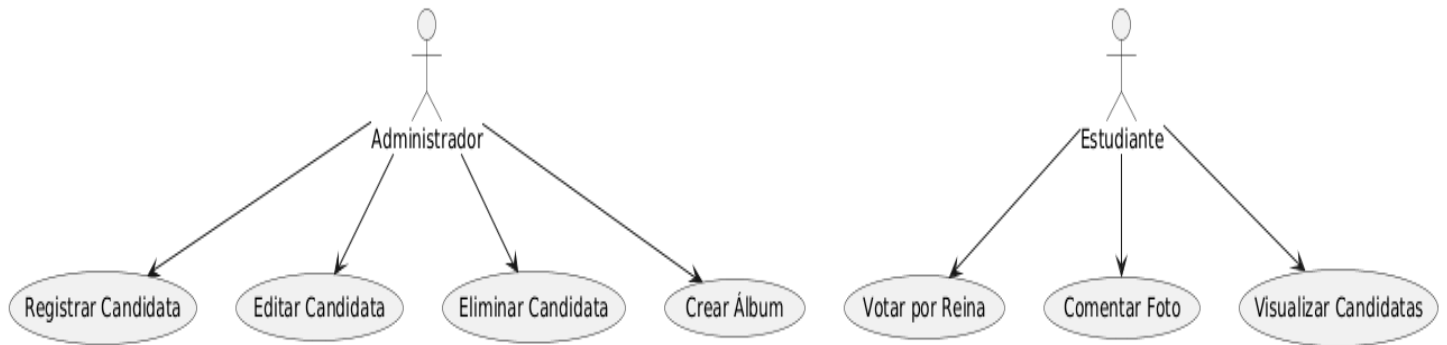 Administrador
Estudiante
Registrar Candidata
Editar Candidata
Eliminar Candidata
Crear Álbum
Votar por Reina
Comentar Foto
Visualizar Candidatas